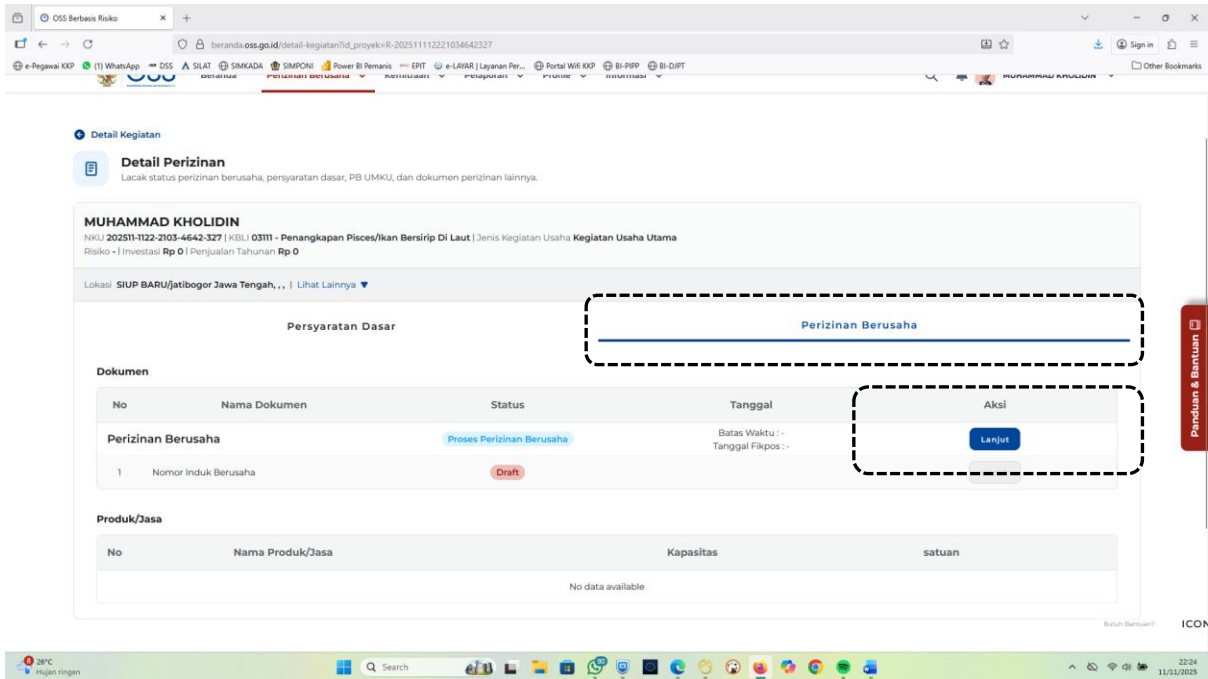 OSS Berbasis Risiko
beranda.oss.go.id/detail-kegiatan?id_proyek=R-202511112221034642327
Sign in
e-Pegawai KKP (1) WhatsApp DSS SILAT SIMKADA SIMPONI Power BI Pemanis EPIT e-LAYAR | Layanan Per... Portal Wifi KKP BI-PIPP BI-DJPT Other Bookmarks
Beranda Perizinan Berusaha Kemitraan Pelaporan Profile Informasi MUHAMMAD KHOLIDIN
Detail Kegiatan
Detail Perizinan
Lacak status perizinan berusaha, persyaratan dasar, PB UMKU, dan dokumen perizinan lainnya.
MUHAMMAD KHOLIDIN
NKU 202511-1122-2103-4642-327 | KBLI 03111 - Penangkapan Pisces/Ikan Bersirip Di Laut | Jenis Kegiatan Usaha Kegiatan Usaha Utama
Risiko - | Investasi Rp 0 | Penjualan Tahunan Rp 0
Lokasi SIUP BARU/jatibogor Jawa Tengah, , , | Lihat Lainnya ▼
Persyaratan Dasar Perizinan Berusaha
Panduan & Bantuan
Dokumen
No Nama Dokumen Status Tanggal Aksi
Perizinan Berusaha Proses Perizinan Berusaha Batas Waktu : - Lanjut
Tanggal Fikpos : -
1 Nomor Induk Berusaha Draft
Produk/Jasa
No Nama Produk/Jasa Kapasitas satuan
No data available
Butuh Bantuan?
ICON
8 26°C
Hujan ringan
Search
22:24
11/11/2025